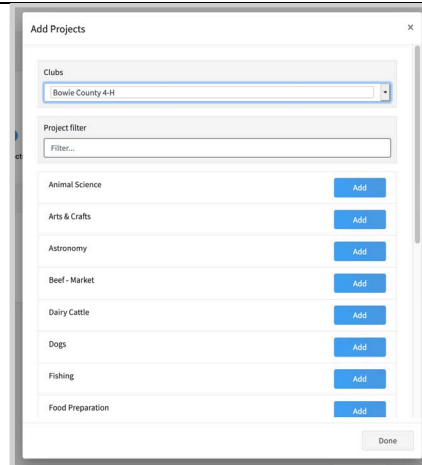 Add Projects ×
Clubs
Bowie County 4-H
Project filter
Filter...
Animal Science Add
Arts & Crafts Add
Astronomy Add
Beef - Market Add
Dairy Cattle Add
Dogs Add
Fishing Add
Food Preparation Add
Done